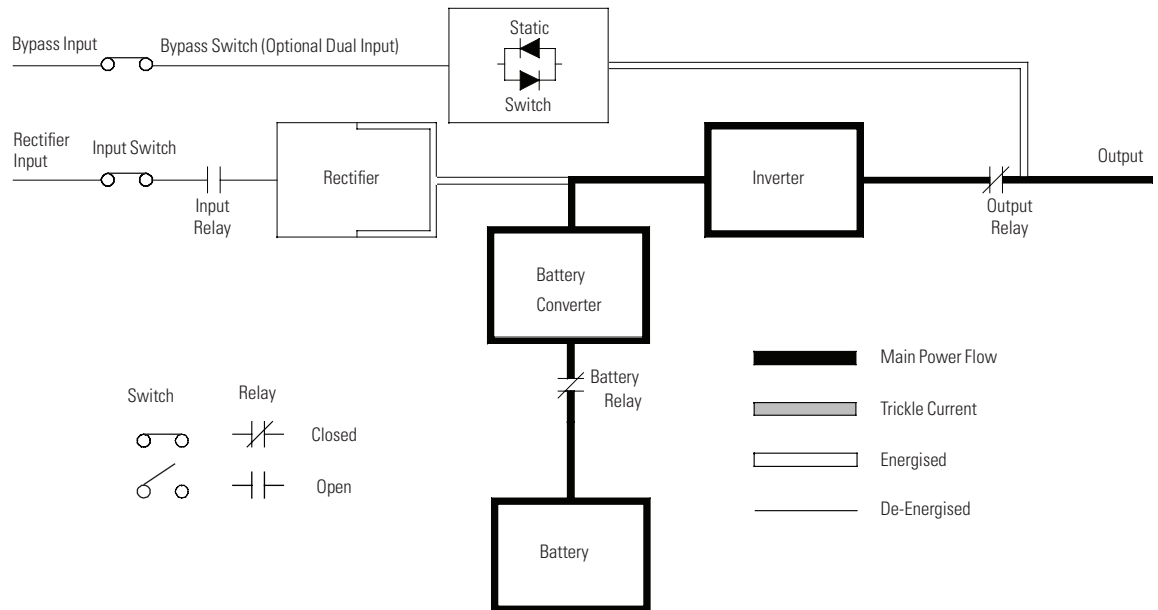 Bypass Input
Bypass Switch (Optional Dual Input)
Static
Switch
Rectifier
Input
Input Switch
Input
Relay
Rectifier
Inverter
Output
Relay
Output
Battery
Converter
Battery
Relay
Battery
Switch
Relay
Closed
Open
Main Power Flow
Trickle Current
Energised
De-Energised